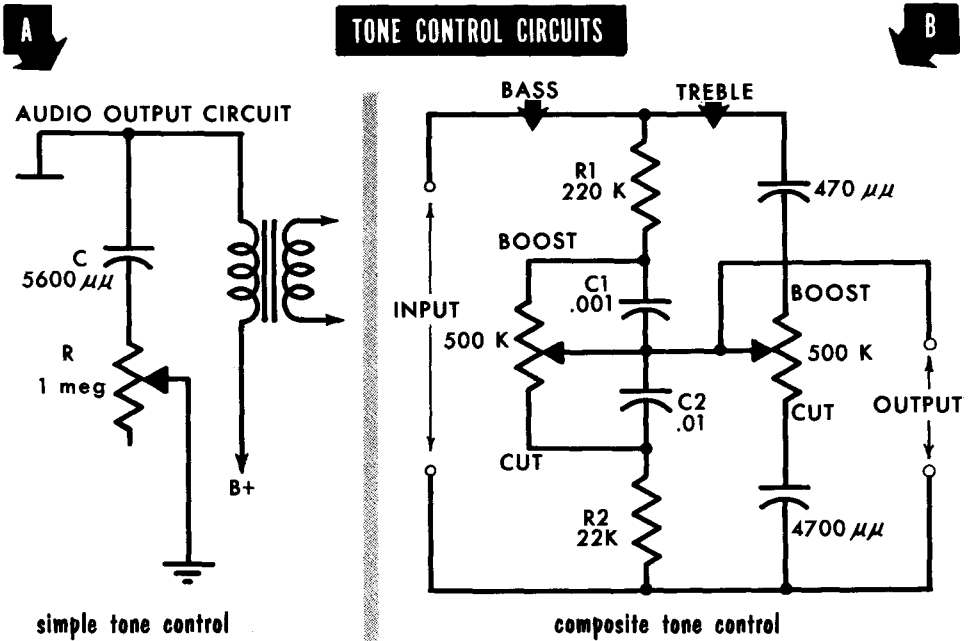 A
TONE CONTROL CIRCUITS
B
AUDIO OUTPUT CIRCUIT
C
5600 μμ
R
1 meg
B+
simple tone control
BASS
TREBLE
R1
220 K
470 μμ
BOOST
C1
.001
INPUT
500 K
BOOST
500 K
C2
.01
CUT
OUTPUT
CUT
R2
22K
4700 μμ
composite tone control